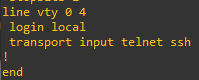 line vty 0 4
login local
transport input telnet ssh
!
end